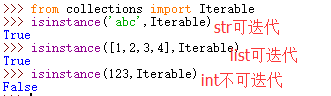 >>> from collections import Iterable
>>> isinstance('abc',Iterable) str可迭代
True
>>> isinstance([1,2,3,4],Iterable)
True list可迭代
>>> isinstance(123,Iterable) int不可迭代
False